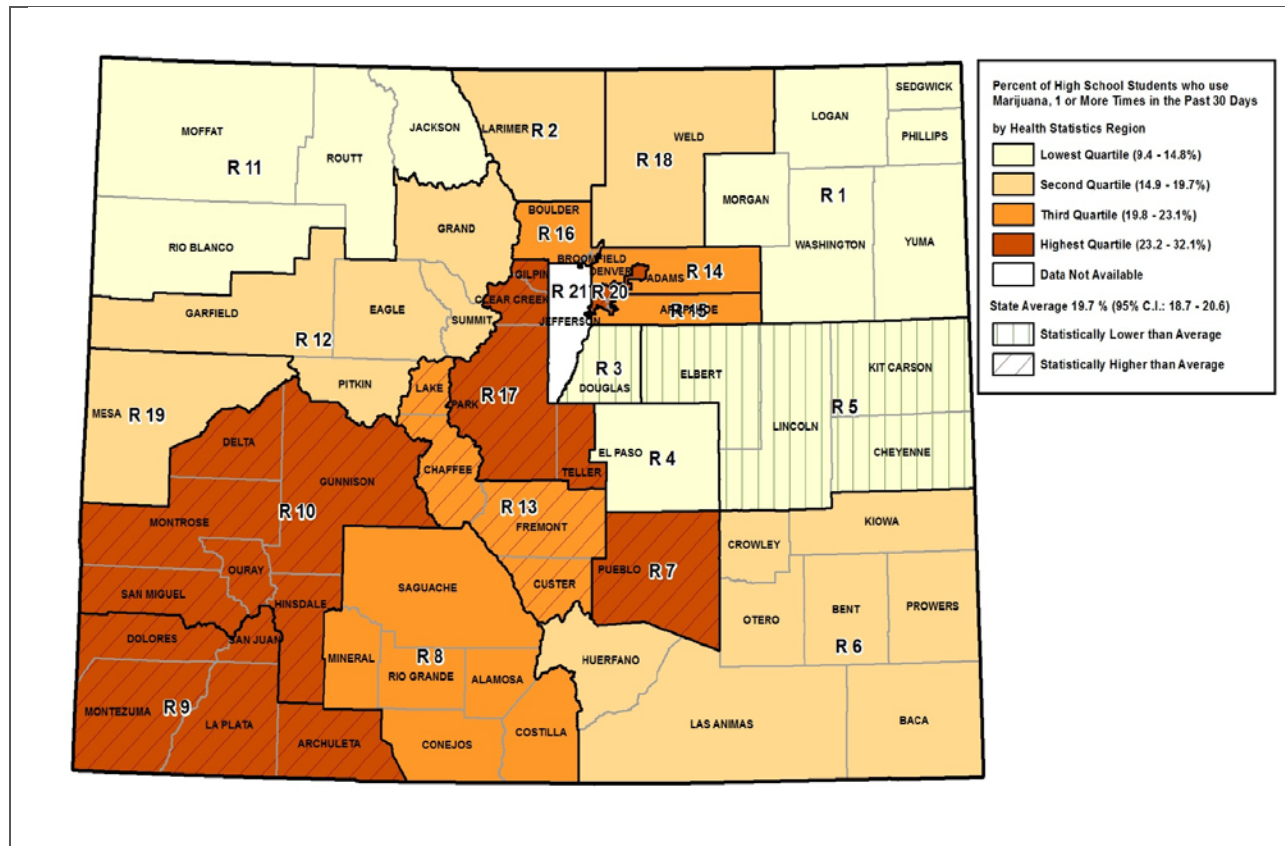 Percent of High School Students who use
Marijuana, 1 or More Times in the Past 30 Days
by Health Statistics Region
Lowest Quartile (9.4 - 14.8%)
Second Quartile (14.9 - 19.7%)
Third Quartile (19.8 - 23.1%)
Highest Quartile (23.2 - 32.1%)
Data Not Available
State Average 19.7 % (95% C.I.: 18.7 - 20.6)
Statistically Lower than Average
Statistically Higher than Average
MOFFAT
R 11
ROUTT
JACKSON
RIO BLANCO
LARIMER
R 2
WELD
R 18
LOGAN
SEDGWICK
PHILLIPS
MORGAN
R 1
WASHINGTON
YUMA
GRAND
BOULDER
R 16
BROOMFIELD
DENVER
ADAMS
R 14
GILPIN
CLEAR CREEK
R 21
JEFFERSON
R 20
ARAPAHOE
R 15
GARFIELD
R 12
EAGLE
SUMMIT
PITKIN
LAKE
PARK
R 17
R 3
DOUGLAS
ELBERT
KIT CARSON
R 5
LINCOLN
CHEYENNE
MESA
R 19
DELTA
GUNNISON
R 10
MONTROSE
OURAY
SAN MIGUEL
HINSDALE
CHAFFEE
R 13
FREMONT
CUSTER
TELLER
EL PASO
R 4
PUEBLO
R 7
CROWLEY
KIOWA
OTERO
BENT
PROWERS
R 6
DOLORES
SAN JUAN
MONTEZUMA
R 9
LA PLATA
ARCHULETA
SAGUACHE
MINERAL
R 8
RIO GRANDE
ALAMOSA
CONEJOS
COSTILLA
HUERFANO
LAS ANIMAS
BACA